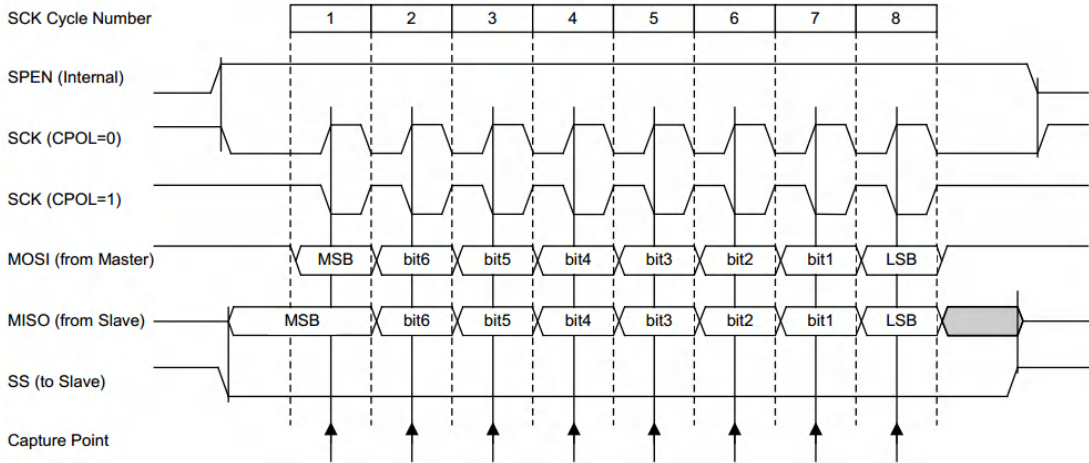 SCK Cycle Number 1 2 3 4 5 6 7 8
SPEN (Internal)
SCK (CPOL=0)
SCK (CPOL=1)
MOSI (from Master) MSB bit6 bit5 bit4 bit3 bit2 bit1 LSB
MISO (from Slave) MSB bit6 bit5 bit4 bit3 bit2 bit1 LSB
SS (to Slave)
Capture Point